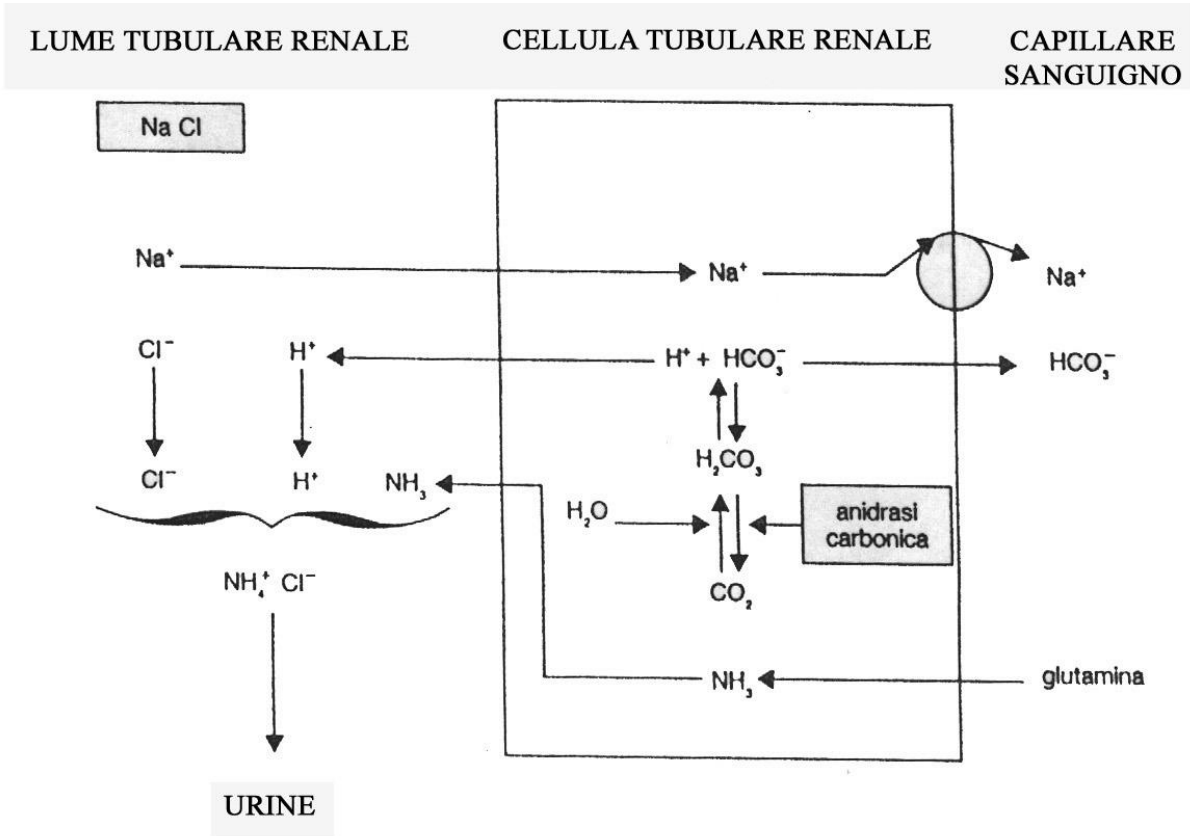 LUME TUBULARE RENALE
CELLULA TUBULARE RENALE
CAPILLARE
SANGUIGNO
Na Cl
Na⁺
Na⁺
Na⁺
Cl⁻
H⁺
H⁺ + HCO₃⁻
HCO₃⁻
H₂CO₃
Cl⁻
H⁺
NH₃
H₂O
anidrasi
carbonica
NH₄⁺ Cl⁻
CO₂
NH₃
glutamina
URINE